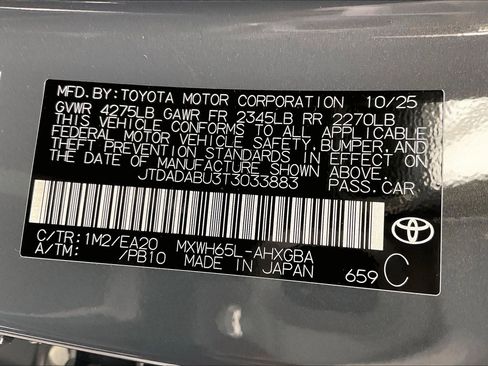 MFD.BY:TOYOTA MOTOR CORPORATION 10/25
GVWR 4275LB GAWR FR 2345LB RR 2270LB
THIS VEHICLE CONFORMS TO ALL APPLICABLE
FEDERAL MOTOR VEHICLE SAFETY,BUMPER,AND
THEFT PREVENTION STANDARDS IN EFFECT ON
THE DATE OF MANUFACTURE SHOWN ABOVE.
JTDADABU3T3033883 PASS.CAR
C/TR:1M2/EA20 MXWH65L-AHXGBA
A/TM: /PB10 MADE IN JAPAN
659 C
TOYOTA